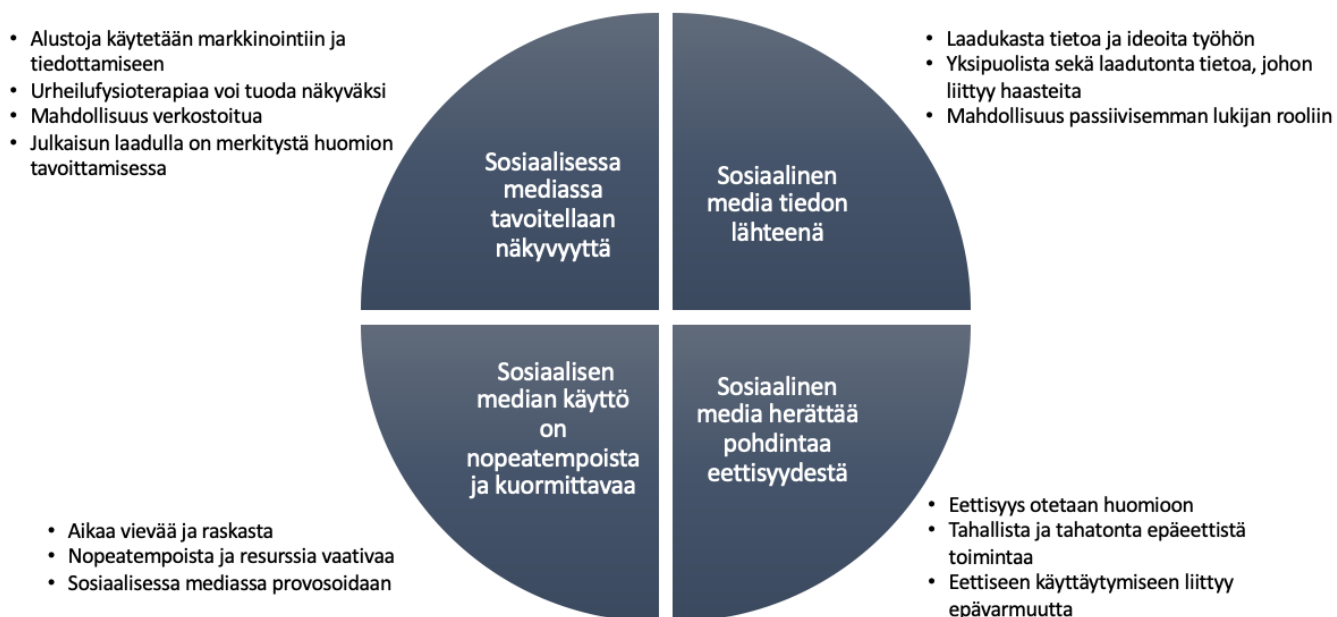 • Alustoja käytetään markkinointiin ja
tiedottamiseen
• Urheilufysioterapiaa voi tuoda näkyväksi
• Mahdollisuus verkostoitua
• Julkaisun laadulla on merkitystä huomion
tavoittamisessa
Sosiaalisessa
mediassa
tavoitellaan
näkyvyyttä
• Laadukasta tietoa ja ideoita työhön
• Yksipuolista sekä laadutonta tietoa, johon
liittyy haasteita
• Mahdollisuus passiivisemman lukijan rooliin
Sosiaalinen
media tiedon
lähteenä
Sosiaalisen
median käyttö
on
nopeatempoista
ja kuormittavaa
• Aikaa vievää ja raskasta
• Nopeatempoista ja resurssia vaativaa
• Sosiaalisessa mediassa provosoidaan
Sosiaalinen
media herättää
pohdintaa
eettisyydestä
• Eettisyys otetaan huomioon
• Tahallista ja tahatonta epäeettistä
toimintaa
• Eettiseen käyttäytymiseen liittyy
epävarmuutta